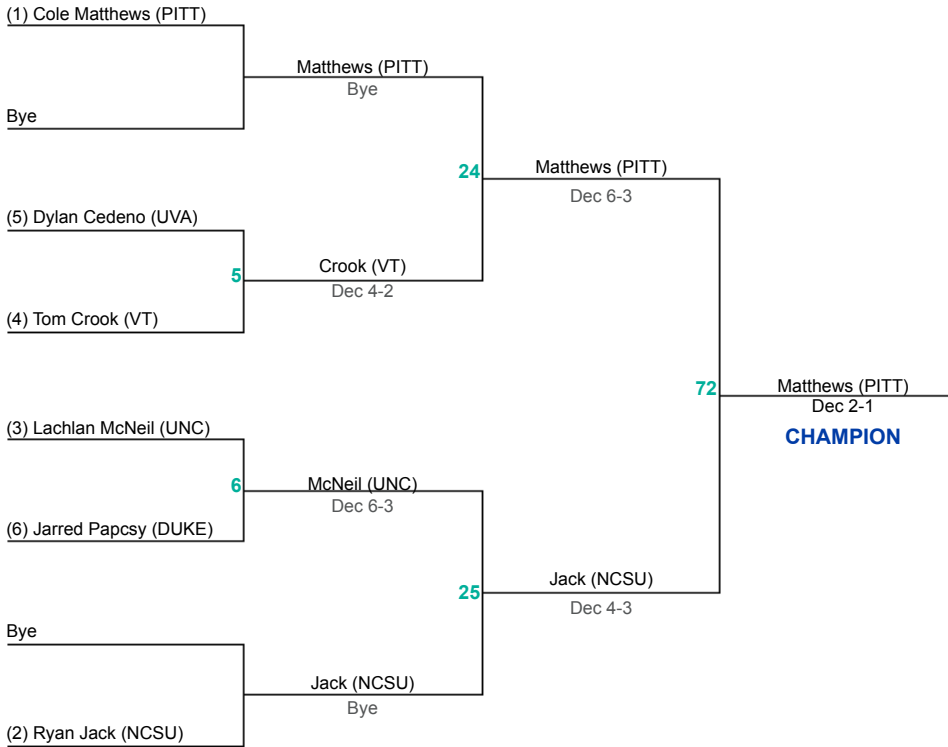 (1) Cole Matthews (PITT)
Matthews (PITT)
Bye
Bye
24
Matthews (PITT)
Dec 6-3
(5) Dylan Cedeno (UVA)
5
Crook (VT)
Dec 4-2
(4) Tom Crook (VT)
72
Matthews (PITT)
Dec 2-1
CHAMPION
(3) Lachlan McNeil (UNC)
6
McNeil (UNC)
Dec 6-3
(6) Jarred Papcsy (DUKE)
25
Jack (NCSU)
Dec 4-3
Bye
Jack (NCSU)
Bye
(2) Ryan Jack (NCSU)